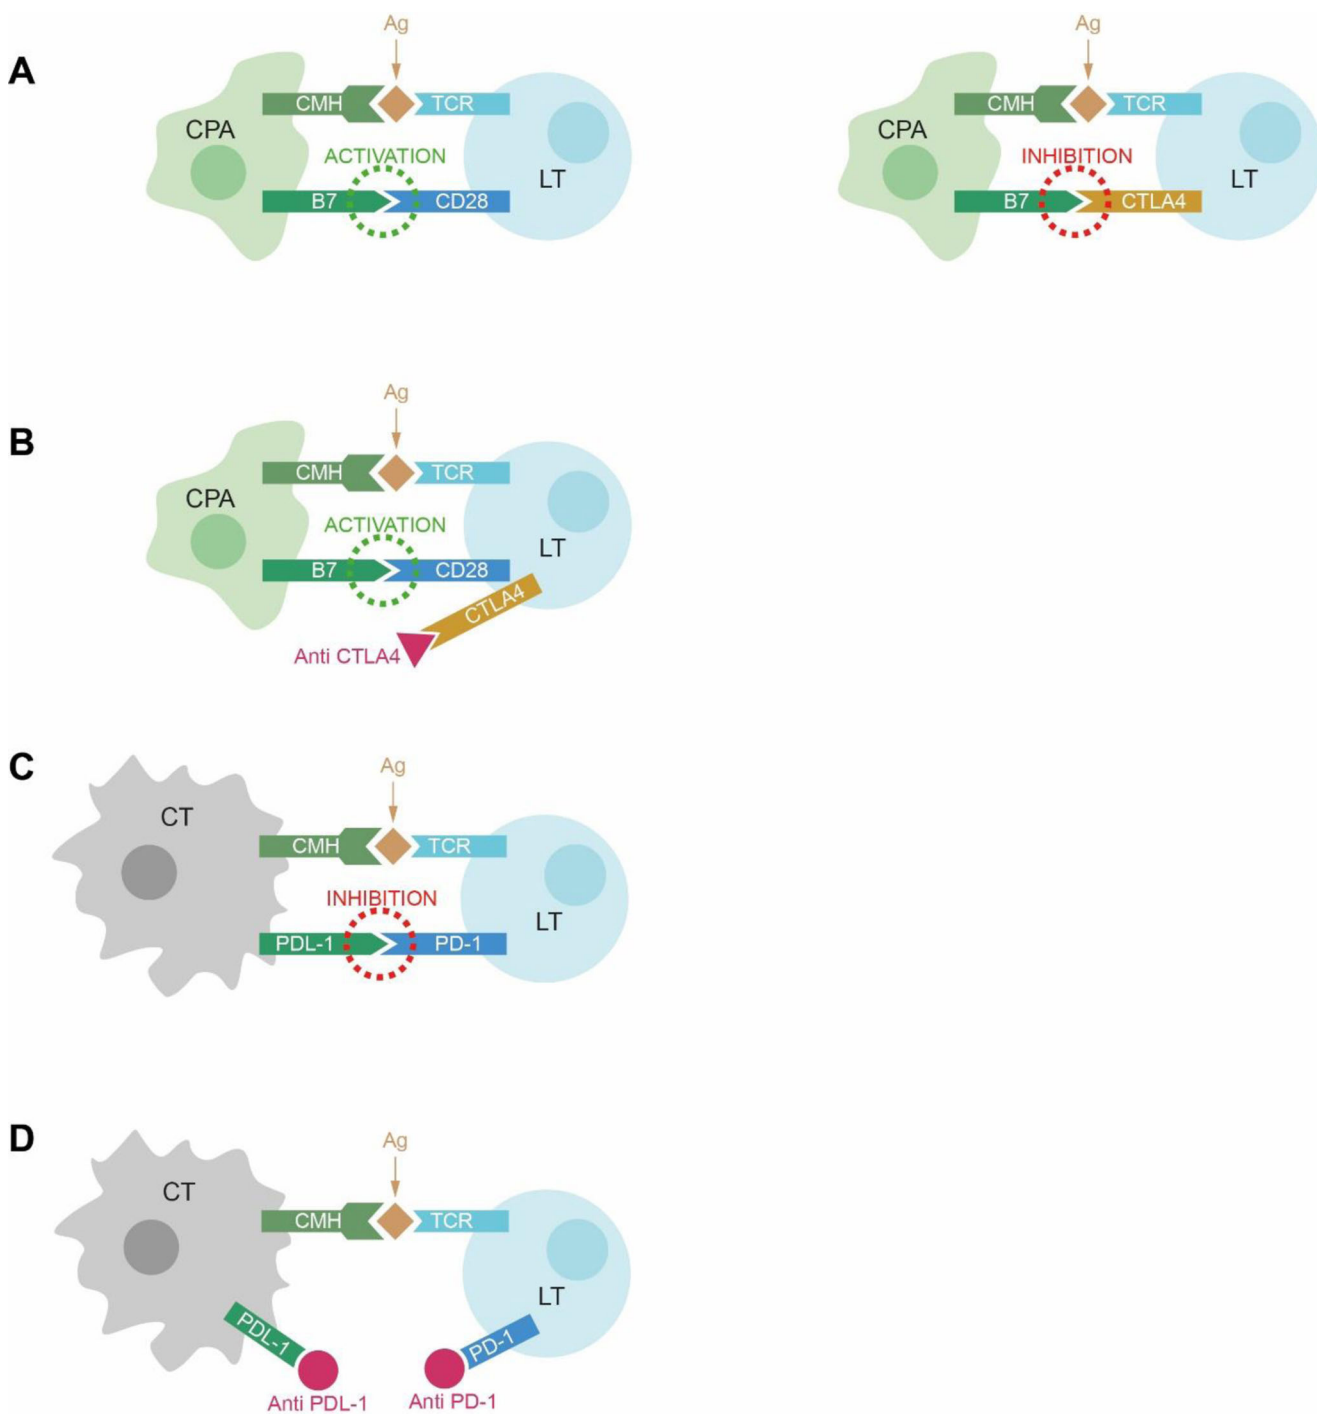 A
Ag
CMH
TCR
CPA
ACTIVATION
LT
B7
CD28
Ag
CMH
TCR
CPA
INHIBITION
LT
B7
CTLA4
B
Ag
CMH
TCR
CPA
ACTIVATION
LT
B7
CD28
CTLA4
Anti CTLA4
C
Ag
CT
CMH
TCR
INHIBITION
LT
PDL-1
PD-1
D
Ag
CT
CMH
TCR
LT
PDL-1
PD-1
Anti PDL-1
Anti PD-1